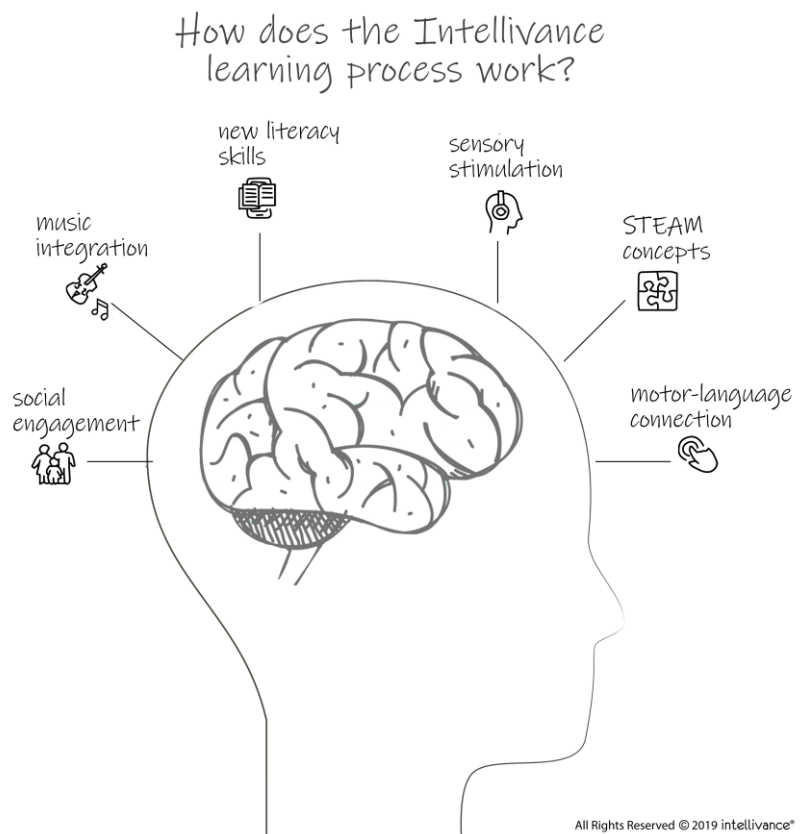 How does the Intellivance
learning process work?
new literacy
skills
sensory
stimulation
music
integration
STEAM
concepts
social
engagement
motor-language
connection
All Rights Reserved © 2019 intellivance®